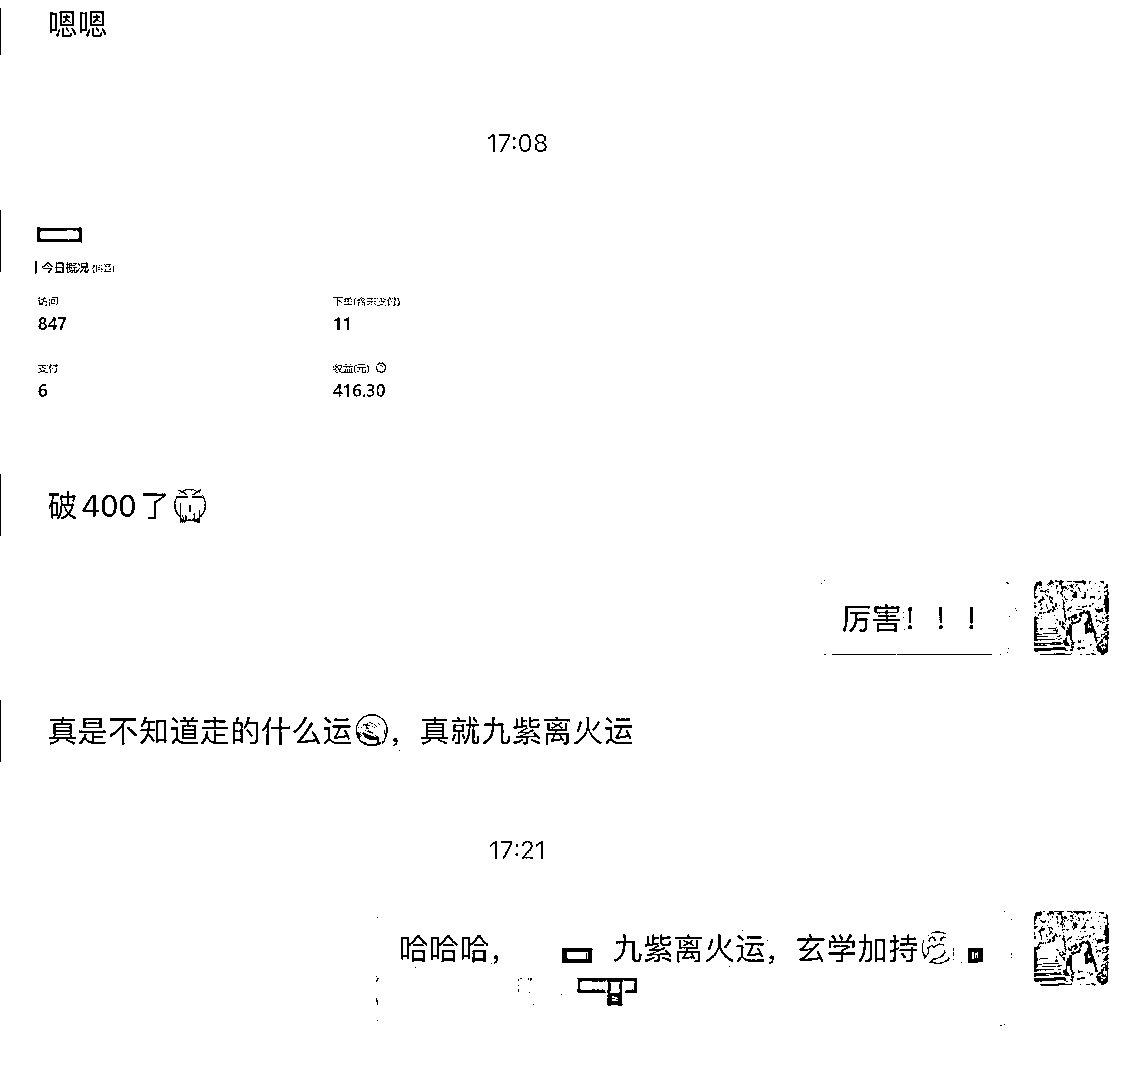 嗯嗯
17:08
今日概况
访问
下单(含未支付)
847
11
支付
收益(元)
6
416.30
破400了
厉害！！！
真是不知道走的什么运，真就九紫离火运
17:21
哈哈哈，
九紫离火运，玄学加持